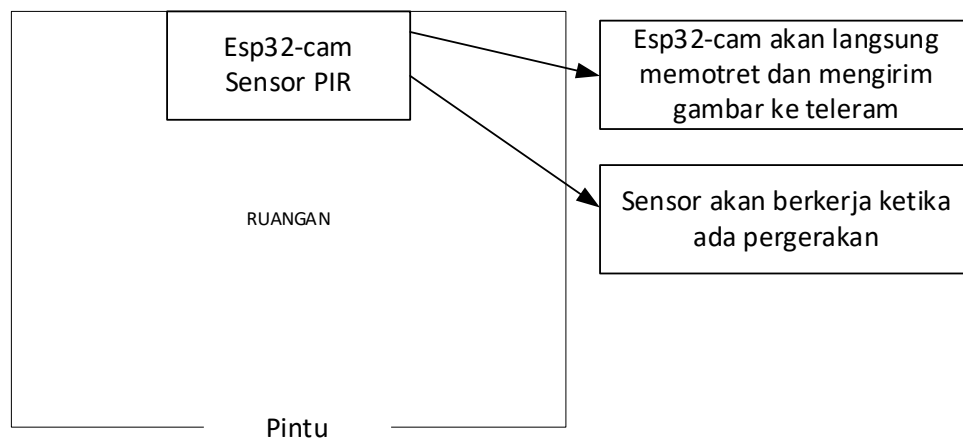 Esp32-cam
Sensor PIR
Esp32-cam akan langsung
memotret dan mengirim
gambar ke teleram
Sensor akan berkerja ketika
ada pergerakan
RUANGAN
Pintu